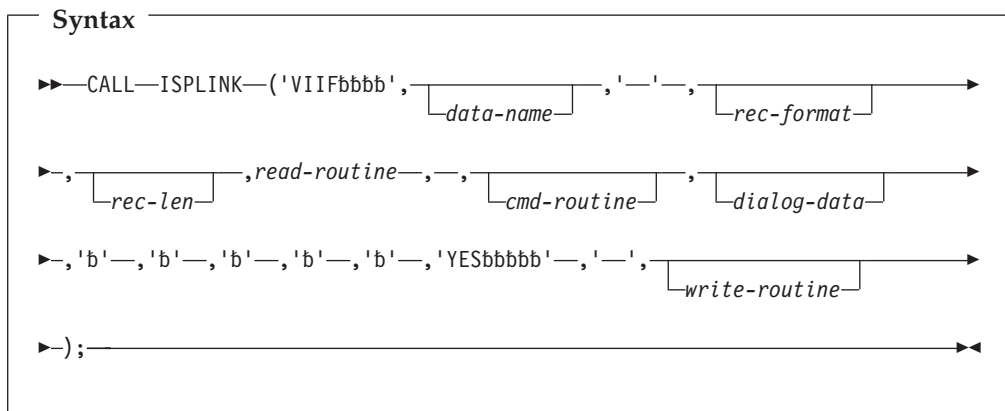 Syntax
►►—CALL—ISPLINK—('VIIFƀƀƀƀ',data-name,'—'—,rec-format►
►—,rec-len,read-routine—,—,cmd-routine,dialog-data►
►—,'ƀ'—,'ƀ'—,'ƀ'—,'ƀ'—,'ƀ'—,'YESƀƀƀƀƀ'—,'—',write-routine►
►—);—►◄